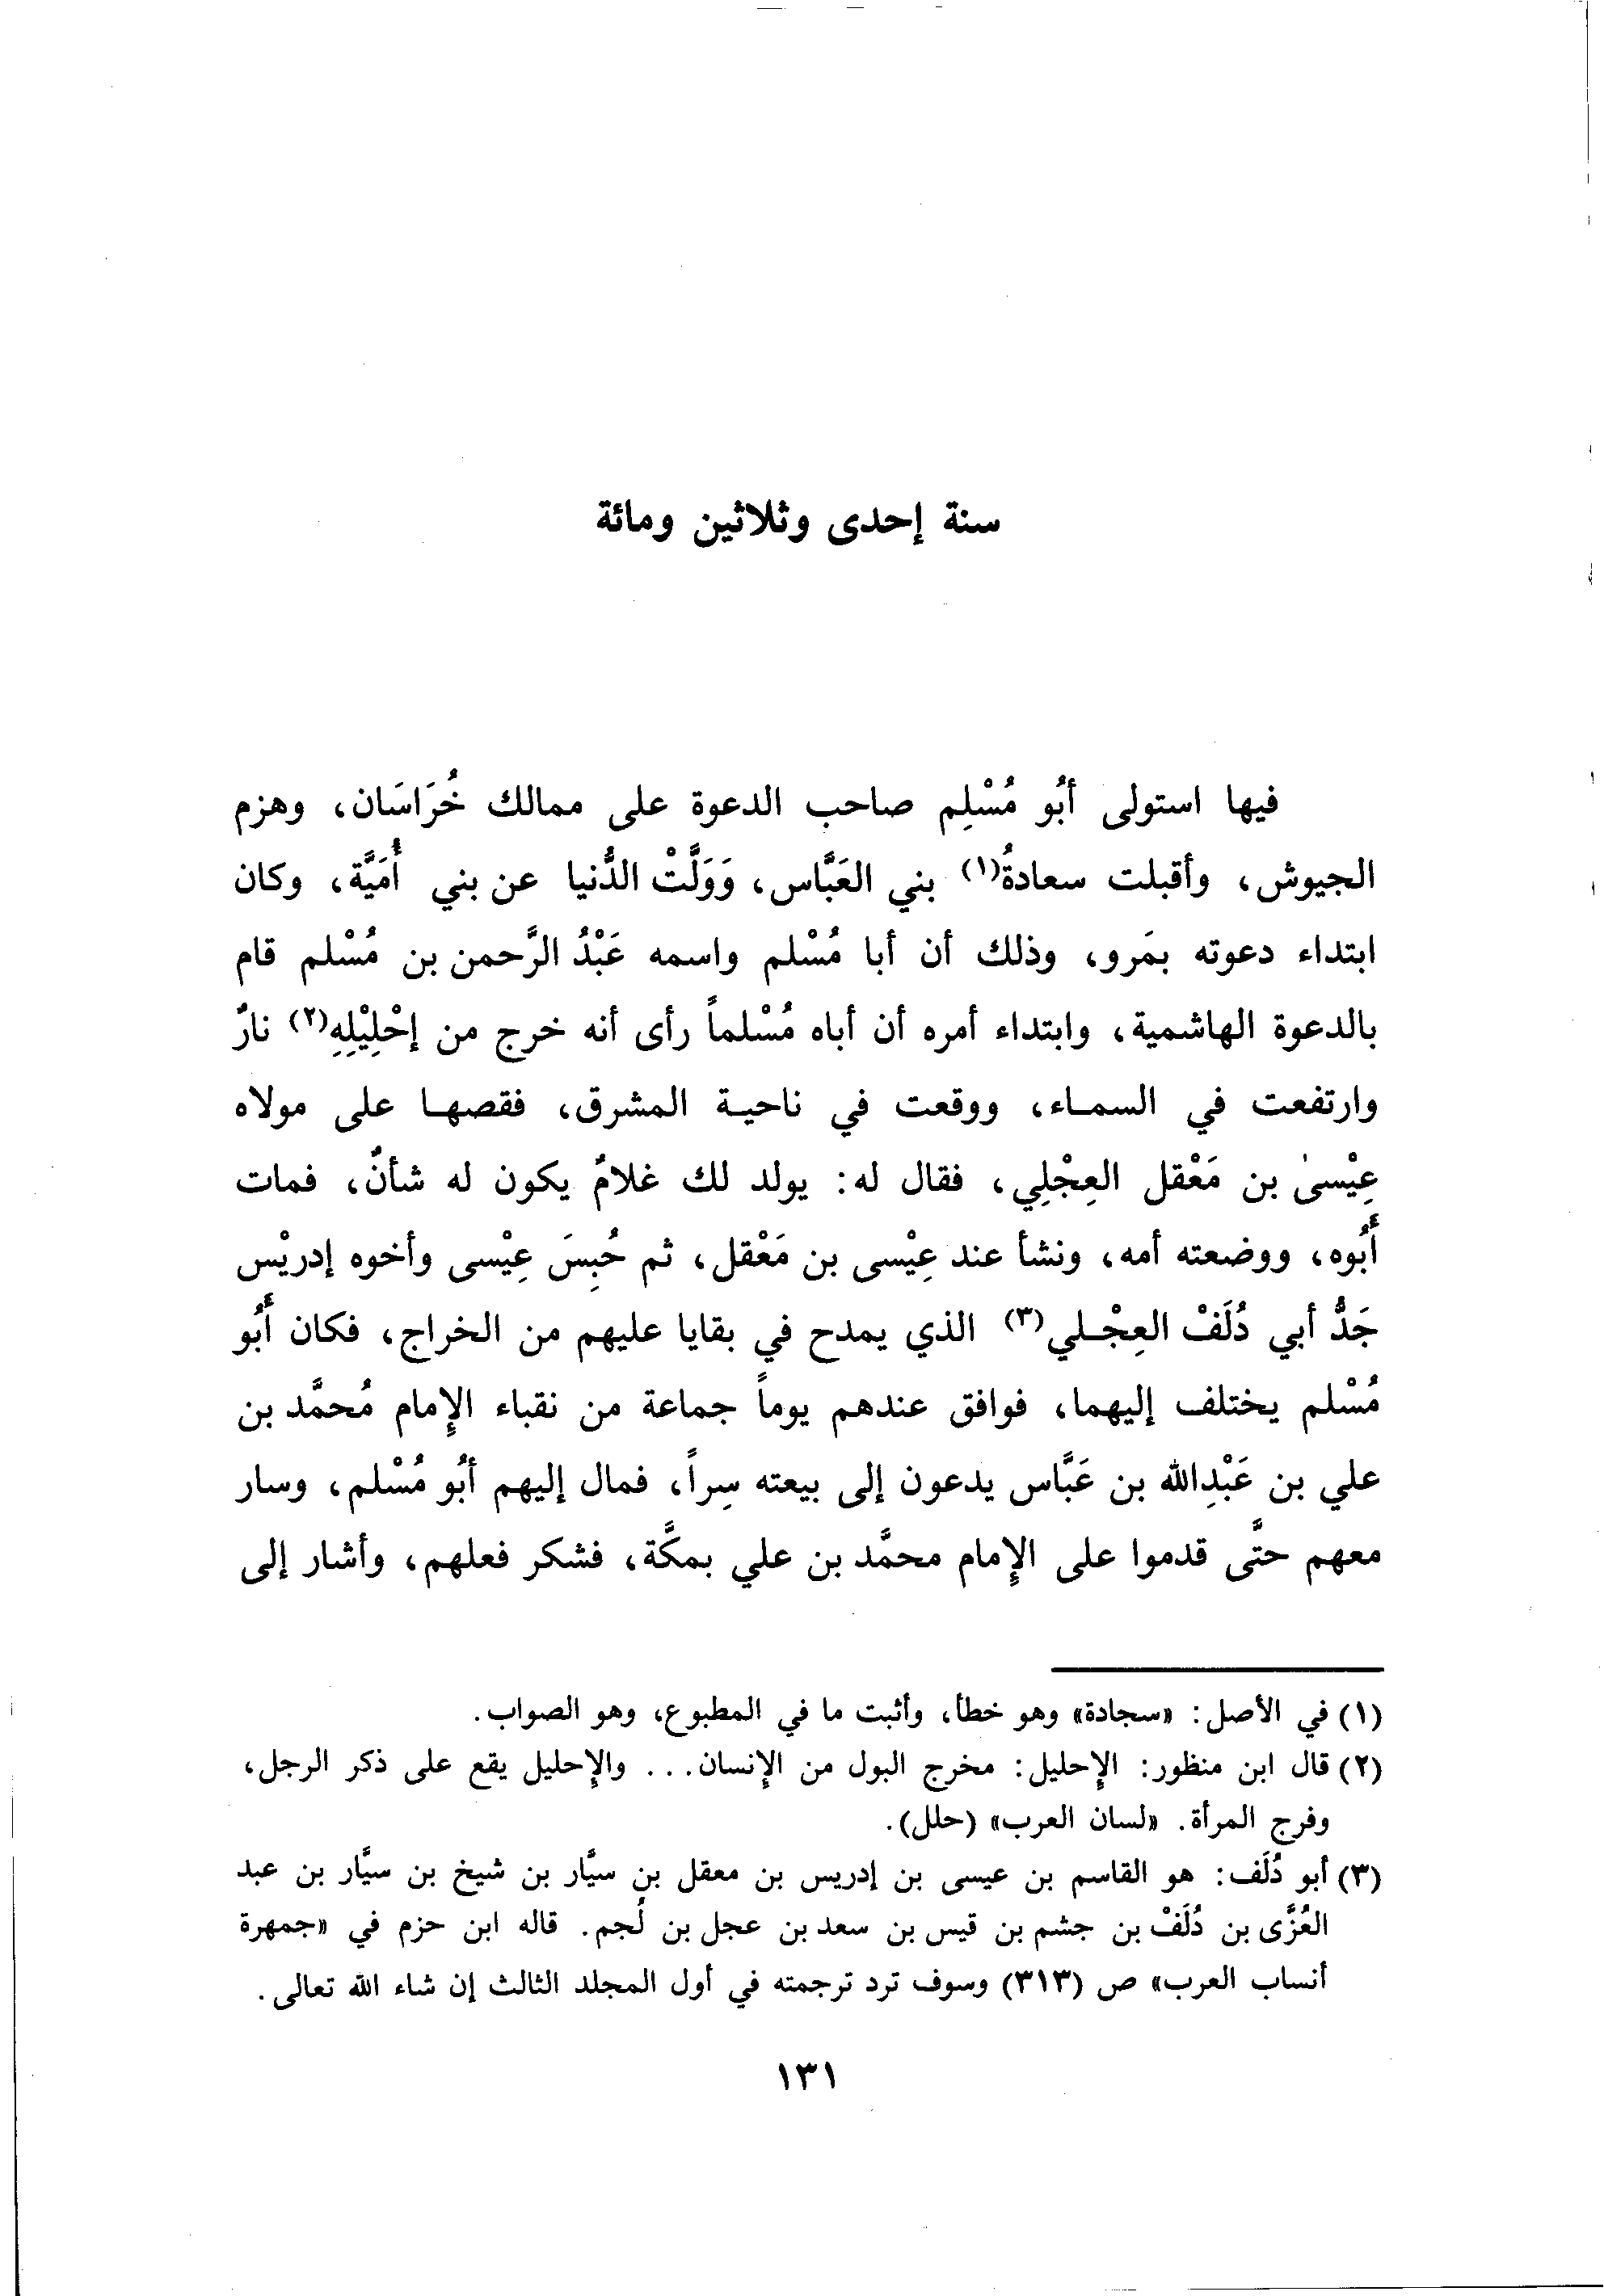 سنة إحدى وثلاثين ومائة
فيها استولى أبُو مُسْلِم صاحب الدعوة على ممالك خُرَاسَان، وهزم
الجيوش، وأقبلت سعادةُ(١) بني العَبَّاس، وَوَلَّتْ الدُّنيا عن بني أُمَيَّة، وكان
ابتداء دعوته بمَرو، وذلك أن أبا مُسْلم واسمه عَبْدُ الرَّحمن بن مُسْلم قام
بالدعوة الهاشمية، وابتداء أمره أن أباه مُسْلماً رأى أنه خرج من إحْلِيْلِهِ(٢) نارٌ
وارتفعت في السماء، ووقعت في ناحية المشرق، فقصها على مولاه
عِيْسىٰ بن مَعْقل العِجْلِي، فقال له: يولد لك غلامٌ يكون له شأنٌ، فمات
أَبُوه، ووضعته أمه، ونشأ عند عِيْسى بن مَعْقل، ثم حُبِسَ عِيْسى وأخوه إدريْس
جَدُّ أبي دُلَفْ العِجْلي(٣) الذي يمدح في بقايا عليهم من الخراج، فكان أَبُو
مُسْلم يختلف إليهما، فوافق عندهم يوماً جماعة من نقباء الإمام مُحمَّد بن
علي بن عَبْدِالله بن عَبَّاس يدعون إلى بيعته سِراً، فمال إليهم أبُو مُسْلم، وسار
معهم حتَّى قدموا على الإمام محمَّد بن علي بمكَّة، فشكر فعلهم، وأشار إلى
(١) في الأصل: «سجادة» وهو خطأ، وأثبت ما في المطبوع، وهو الصواب.
(٢) قال ابن منظور: الإحليل: مخرج البول من الإنسان... والإحليل يقع على ذكر الرجل،
وفرج المرأة. «لسان العرب» (حلل).
(٣) أبو دُلَف: هو القاسم بن عيسى بن إدريس بن معقل بن سيَّار بن شيخ بن سيَّار بن عبد
العُزَّى بن دُلَفْ بن جشم بن قيس بن سعد بن عجل بن لُجم. قاله ابن حزم في «جمهرة
أنساب العرب» ص (٣١٣) وسوف ترد ترجمته في أول المجلد الثالث إن شاء الله تعالى.
١٣١